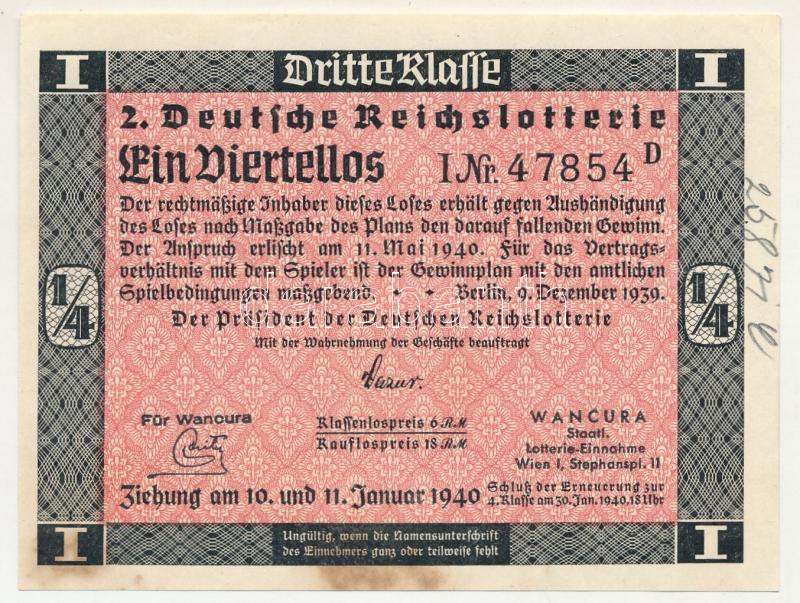 I Dritte Klasse I
2. Deutsche Reichslotterie
Ein Viertellos I Nr. 47854 D
Der rechtmäßige Inhaber dieses Loses erhält gegen Aushändigung
des Loses nach Maßgabe des Plans den darauf fallenden Gewinn.
Der Anspruch erlischt am 11. Mai 1940. Für das Vertrags-
verhältnis mit den Spieler ist der Gewinnplan mit den amtlichen
Spielbedingungen maßgebend Berlin, 9. Dezember 1939.
1/4 1/4
Der Präsident der Deutschen Reichslotterie
Mit der Wahrnehmung der Geschäfte beauftragt
Für Wancura
Klassenlospreis 6 RM
Kauflospreis 18 RM
WANCURA
Staatl.
Lotterie-Einnahme
Wien I, Stephanspl. 11
Ziehung am 10. und 11. Januar 1940
Schluß der Erneuerung zur
4. Klasse am 30. Jan. 1940. 18 Uhr
I I
Ungültig, wenn die Namensunterschrift
des Einnehmers ganz oder teilweise fehlt